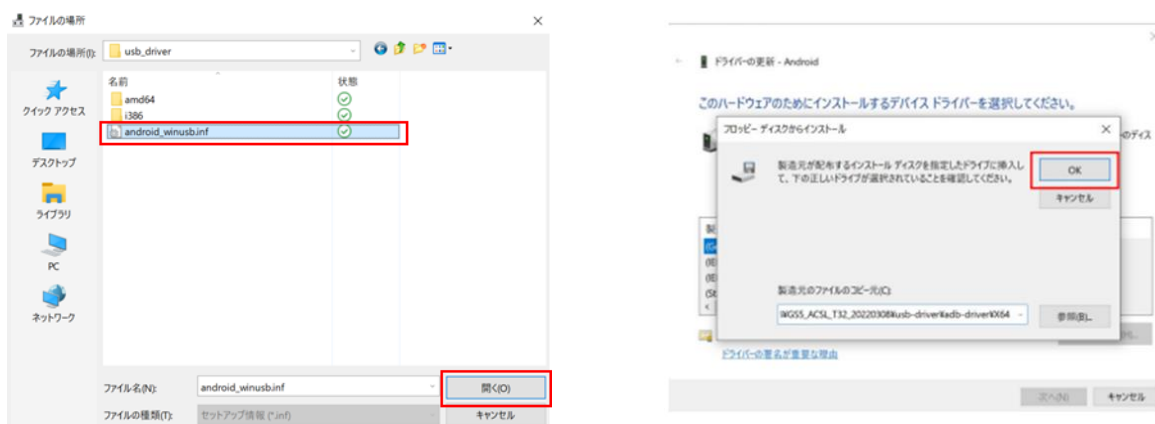 ファイルの場所
ファイルの場所(I):
usb_driver
名前
状態
amd64
i386
android_winusb.inf
クイック アクセス
デスクトップ
ライブラリ
PC
ネットワーク
ファイル名(N):
android_winusb.inf
開く(O)
ファイルの種類(T):
セットアップ情報 (*.inf)
キャンセル
ドライバーの更新 - Android
このハードウェアのためにインストールするデバイス ドライバーを選択してください。
フロッピー ディスクからインストール
製造元が配布するインストール ディスクを指定したドライブに挿入し
て、下の正しいドライブが選択されていることを確認してください。
OK
キャンセル
製造元のファイルのコピー元(C):
GS5_ACSL_T32_20220308¥usb-driver¥adb-driver¥X64
参照(B)...
のディス
ドライバーの署名が重要な理由
次へ(N)
キャンセル